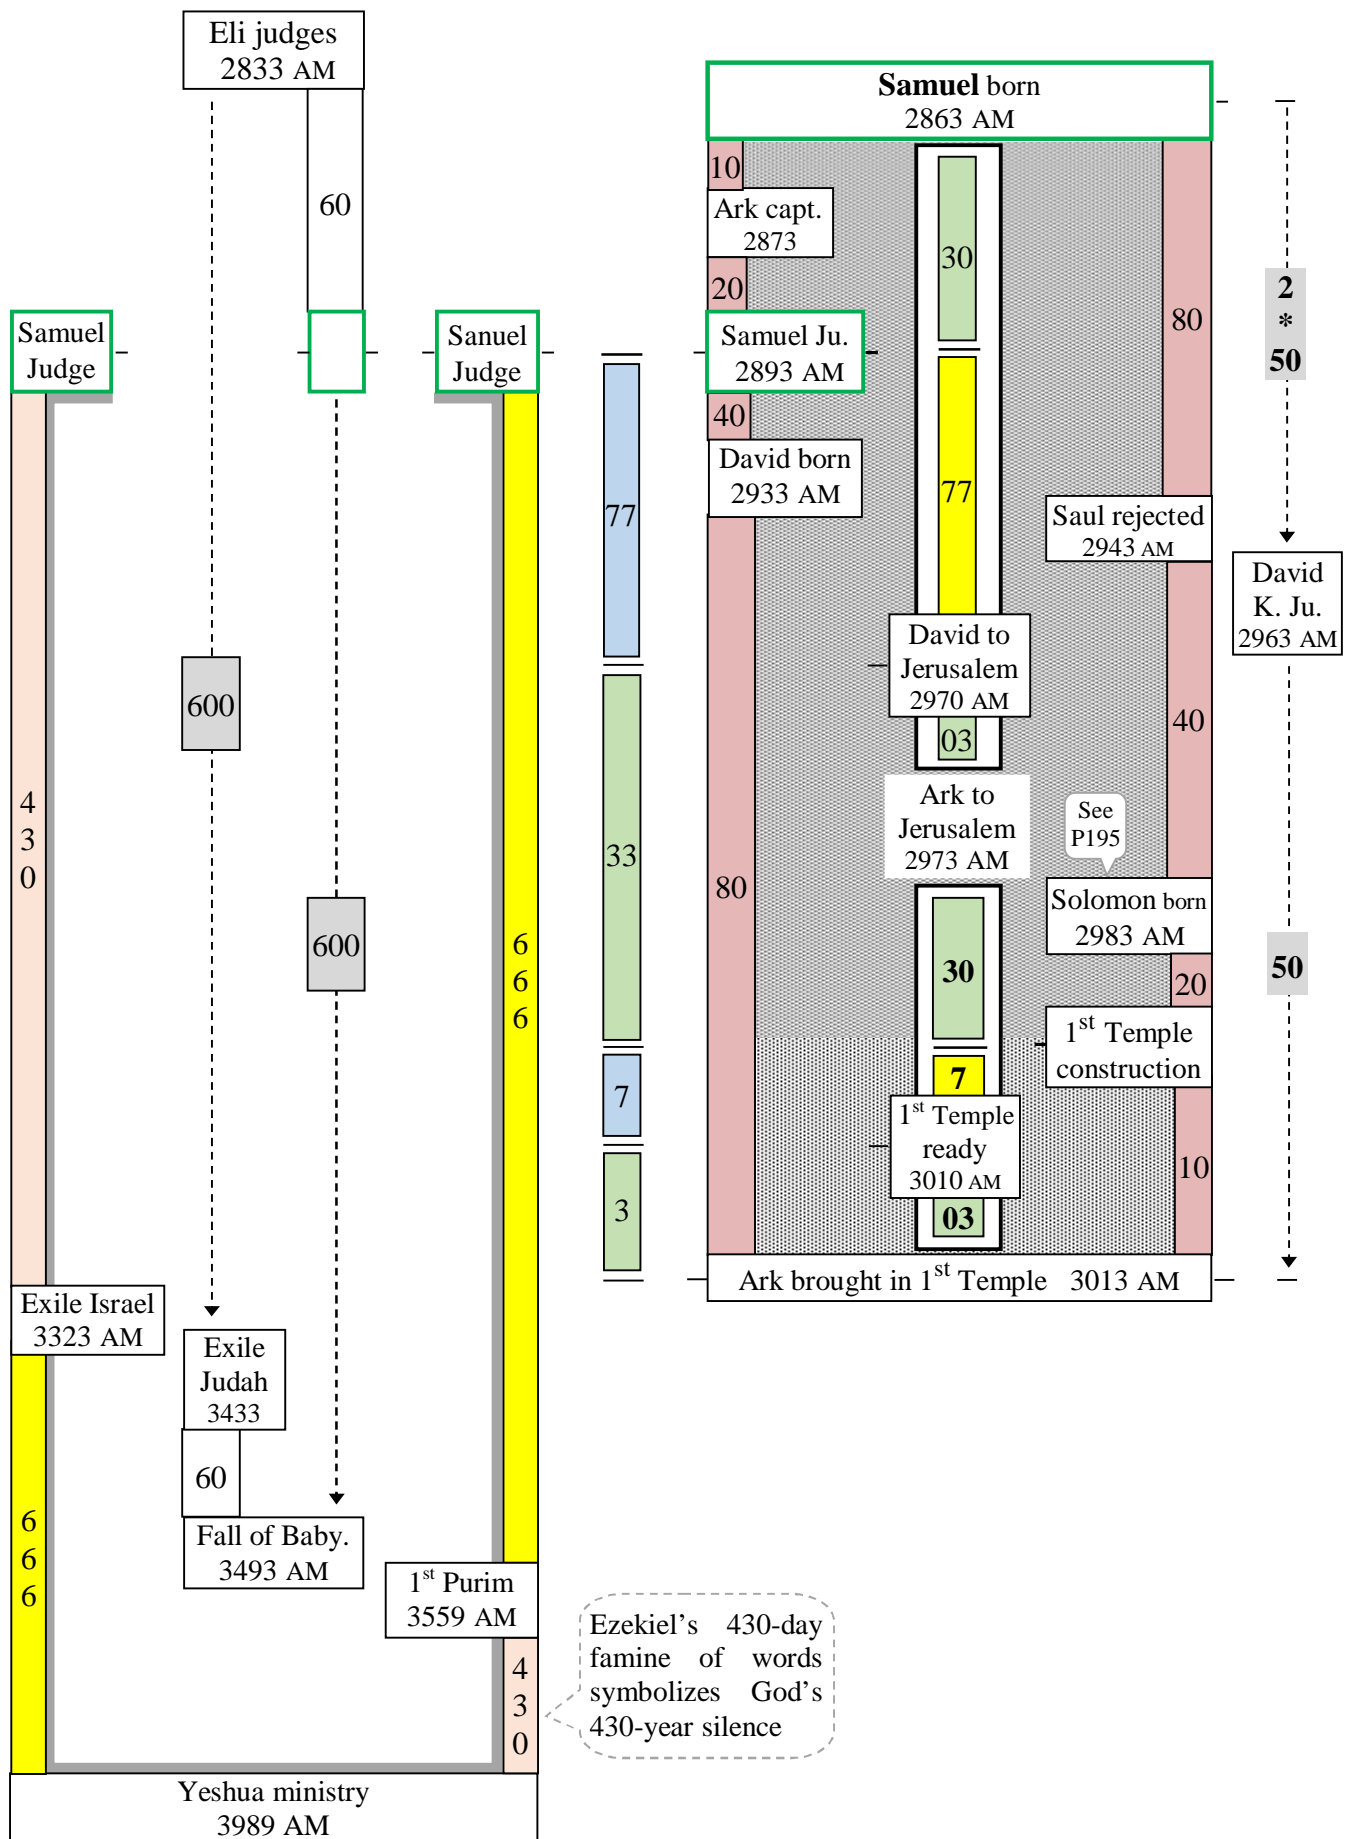 Eli judges
2833 AM
60
Samuel
Judge
Sanuel
Judge
600
600
4
3
0
6
6
6
Exile Israel
3323 AM
Exile
Judah
3433
60
6
6
6
Fall of Baby.
3493 AM
1st Purim
3559 AM
4
3
0
Ezekiel’s 430-day
famine of words
symbolizes God’s
430-year silence
Yeshua ministry
3989 AM
77
33
7
3
Samuel born
2863 AM
10
Ark capt.
2873
20
Samuel Ju.
2893 AM
40
David born
2933 AM
80
30
77
David to
Jerusalem
2970 AM
03
Ark to
Jerusalem
2973 AM
30
7
1st Temple
ready
3010 AM
03
80
Saul rejected
2943 AM
40
See
P195
Solomon born
2983 AM
20
1st Temple
construction
10
Ark brought in 1st Temple 3013 AM
2
*
50
David
K. Ju.
2963 AM
50